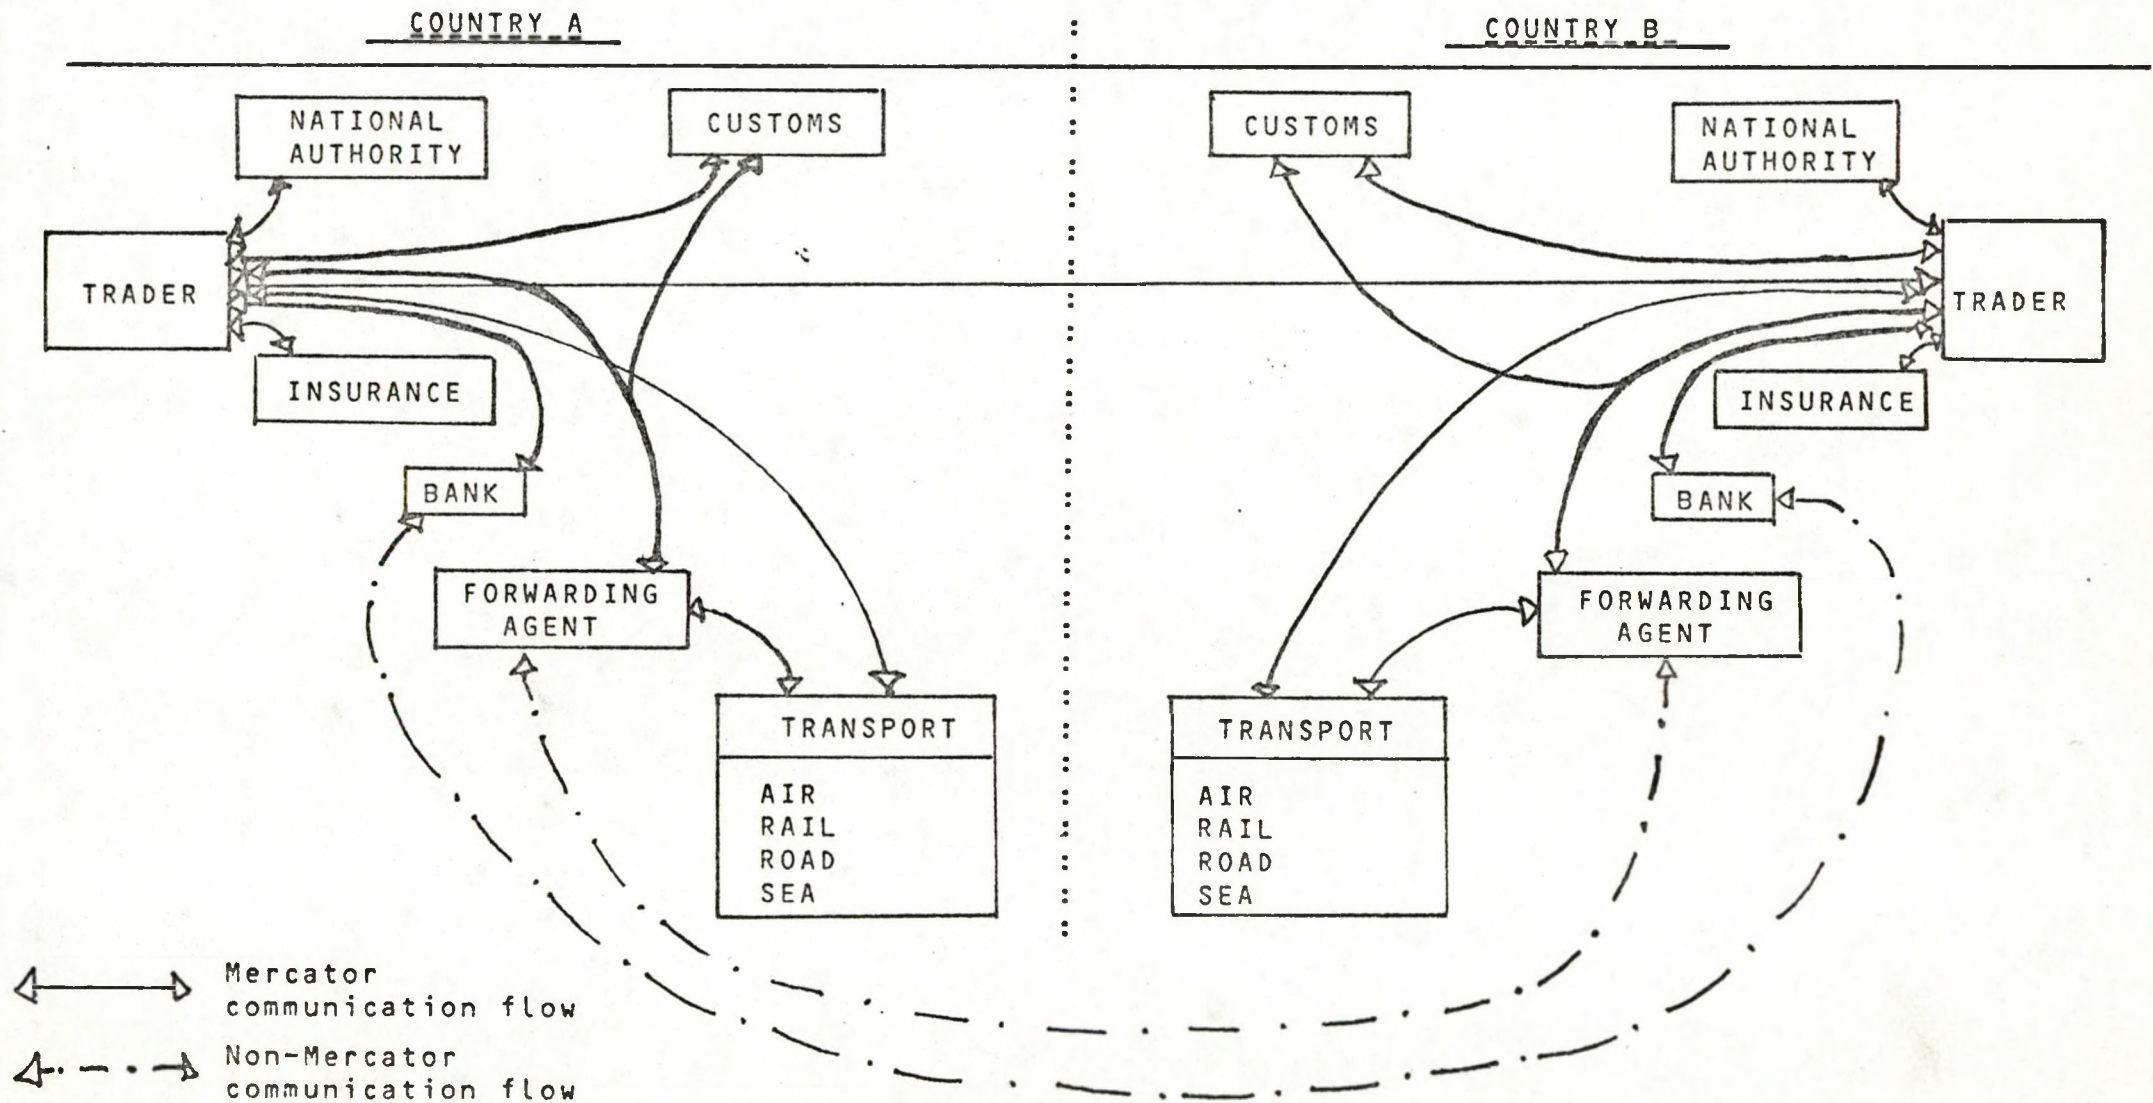 COUNTRY A
COUNTRY B
NATIONAL
AUTHORITY
CUSTOMS
CUSTOMS
NATIONAL
AUTHORITY
TRADER
TRADER
INSURANCE
INSURANCE
BANK
BANK
FORWARDING
AGENT
FORWARDING
AGENT
TRANSPORT
AIR
RAIL
ROAD
SEA
TRANSPORT
AIR
RAIL
ROAD
SEA
Mercator
communication flow
Non-Mercator
communication flow